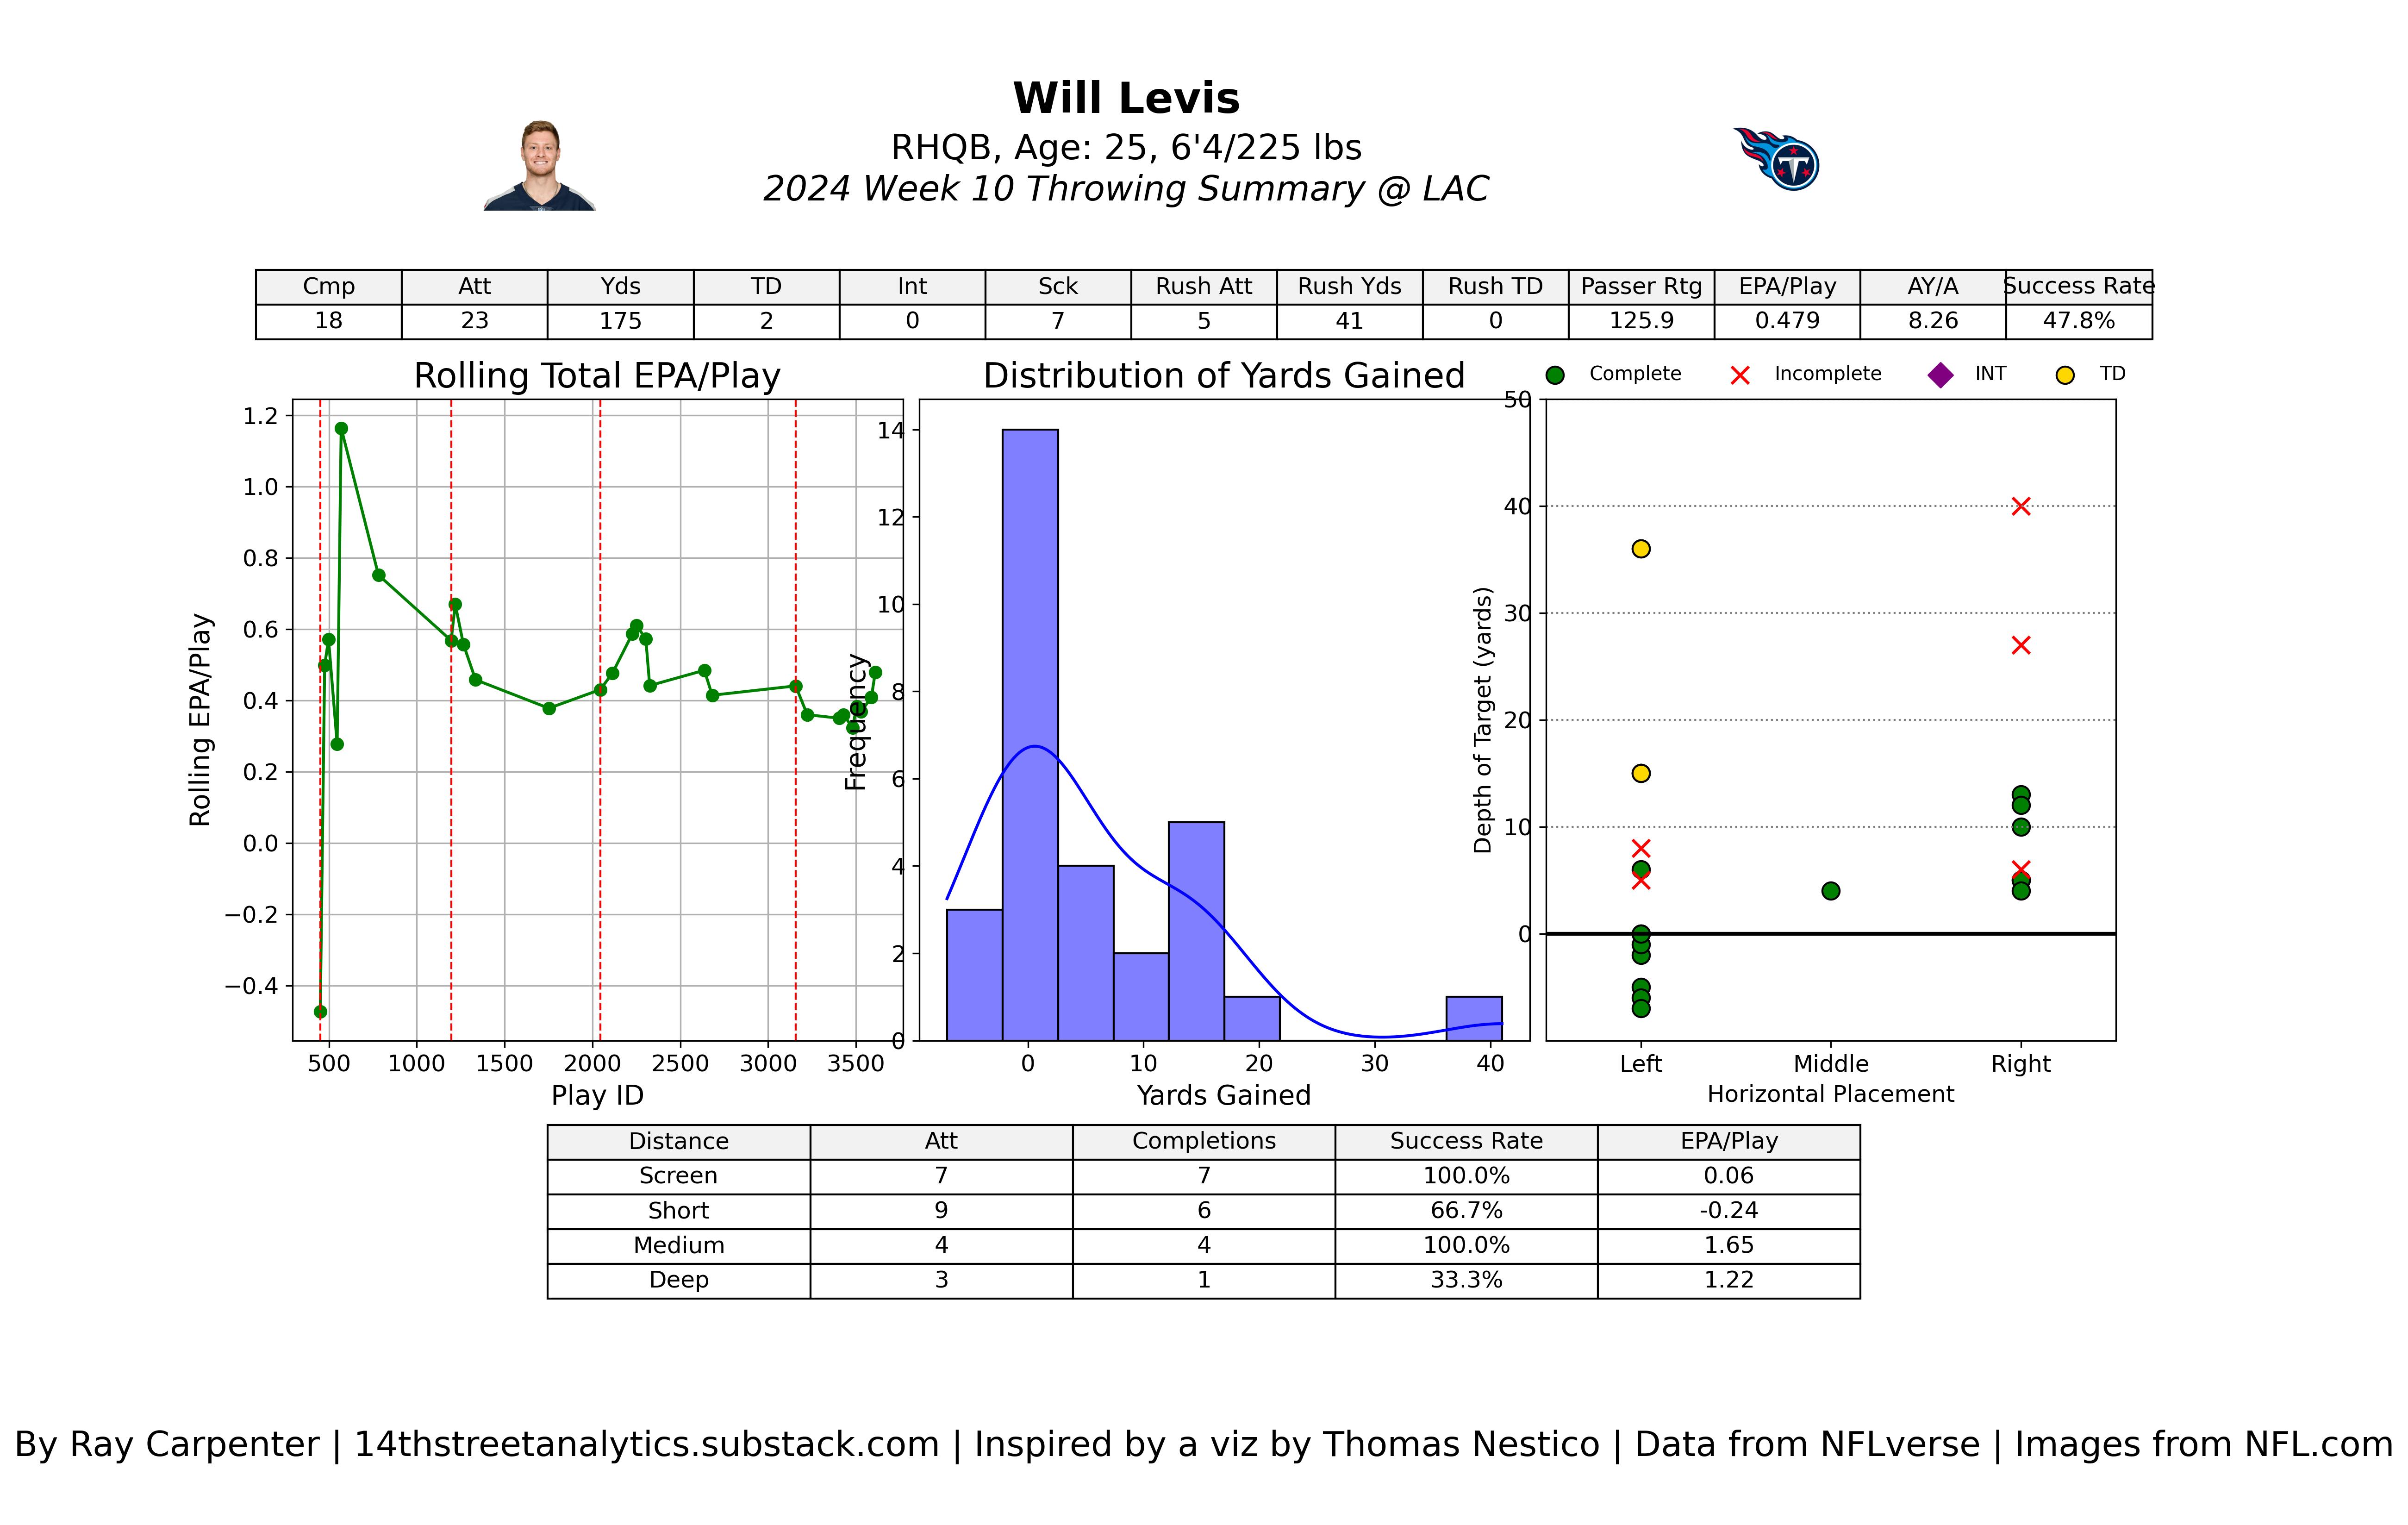 Will Levis
RHQB, Age: 25, 6'4/225 lbs
2024 Week 10 Throwing Summary @ LAC
Cmp Att Yds TD Int Sck Rush Att Rush Yds Rush TD Passer Rtg EPA/Play AY/A Success Rate
18 23 175 2 0 7 5 41 0 125.9 0.479 8.26 47.8%
Rolling Total EPA/Play
1.2
1.0
0.8
0.6
0.4
0.2
0.0
−0.2
−0.4
Rolling EPA/Play
500 1000 1500 2000 2500 3000 3500
Play ID
Distribution of Yards Gained
14
12
10
8
6
4
2
0
Frequency
0 10 20 30 40
Yards Gained
Complete Incomplete INT TD
50
40
30
20
10
0
Depth of Target (yards)
Left Middle Right
Horizontal Placement
Distance Att Completions Success Rate EPA/Play
Screen 7 7 100.0% 0.06
Short 9 6 66.7% -0.24
Medium 4 4 100.0% 1.65
Deep 3 1 33.3% 1.22
By Ray Carpenter | 14thstreetanalytics.substack.com | Inspired by a viz by Thomas Nestico | Data from NFLverse | Images from NFL.com